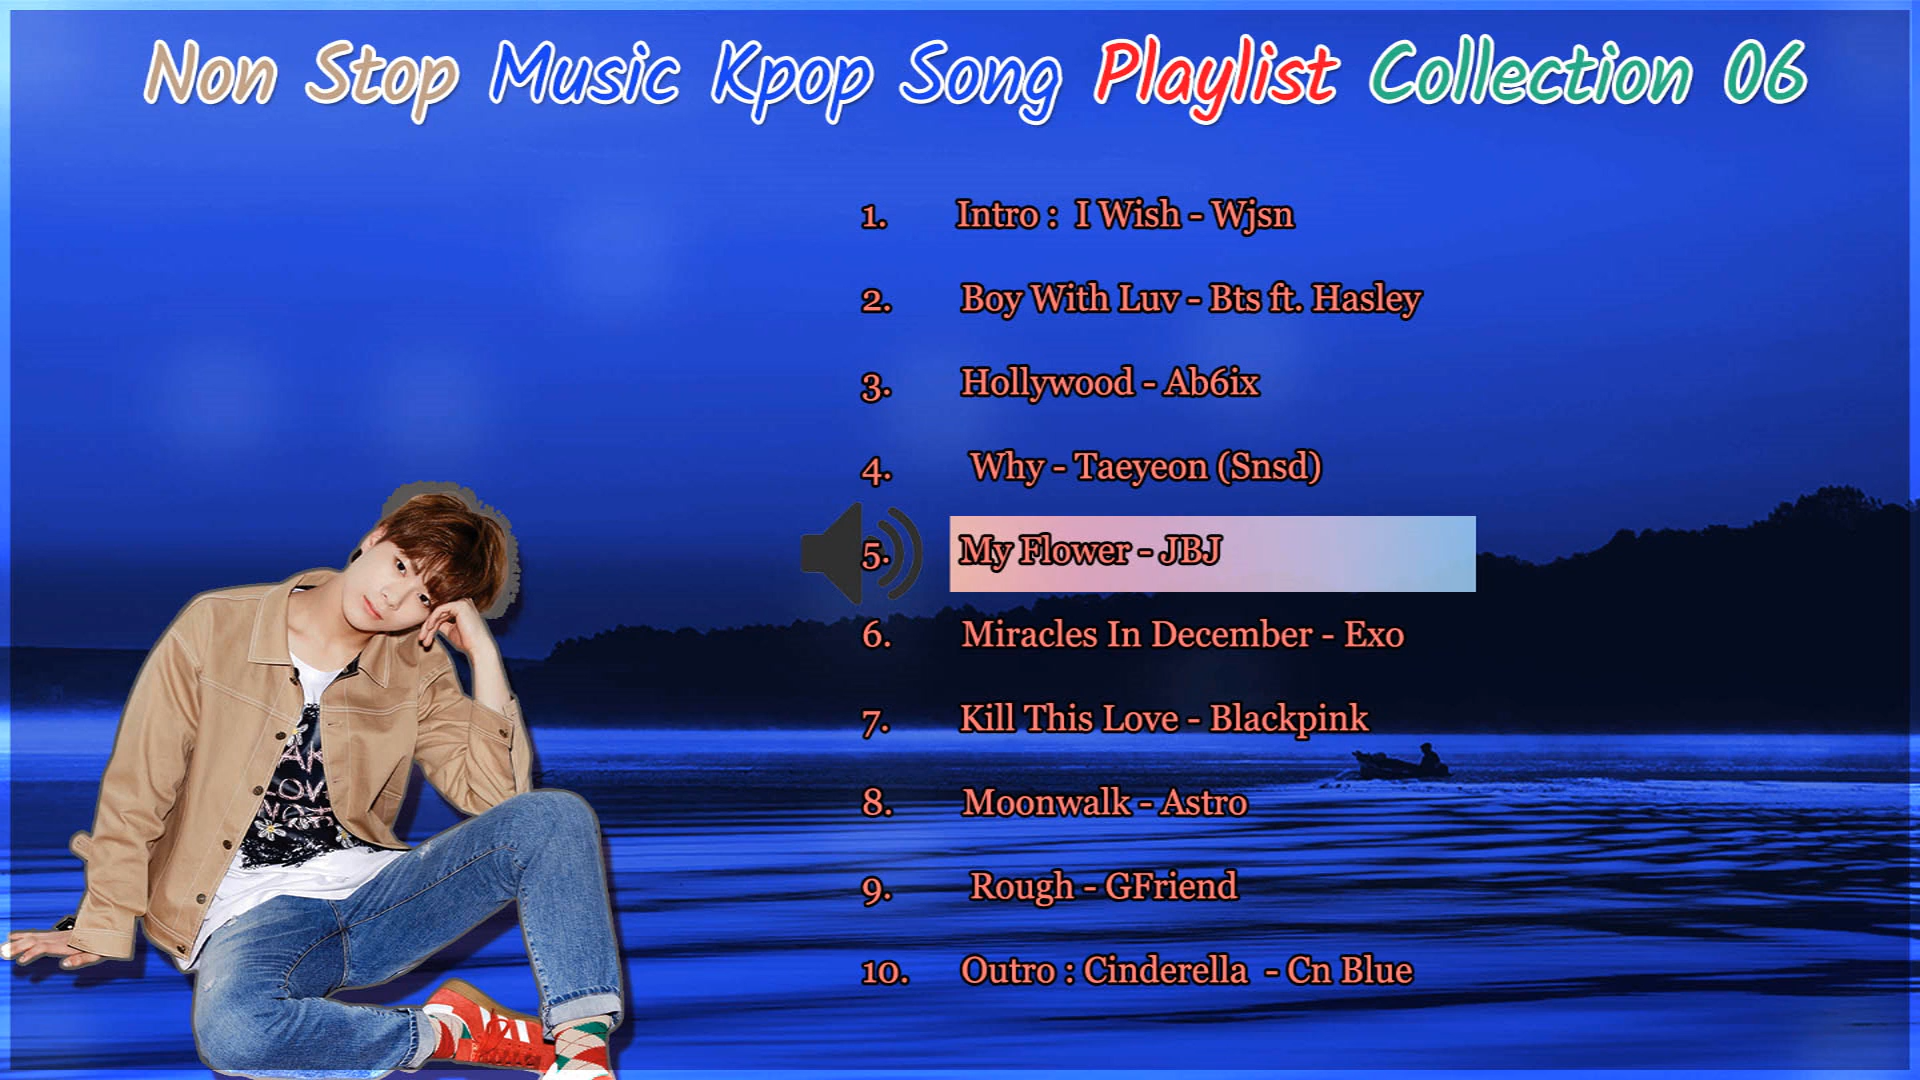 Non Stop Music Kpop Song Playlist Collection 06
1. Intro : I Wish - Wjsn
2. Boy With Luv - Bts ft. Hasley
3. Hollywood - Ab6ix
4. Why - Taeyeon (Snsd)
5. My Flower - JBJ
6. Miracles In December - Exo
7. Kill This Love - Blackpink
8. Moonwalk - Astro
9. Rough - GFriend
10. Outro : Cinderella - Cn Blue